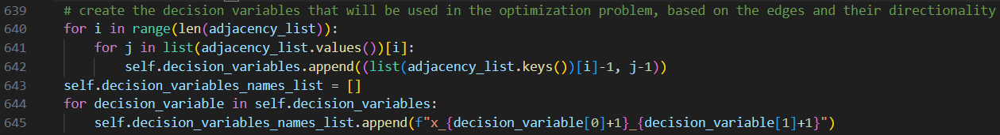 639 # create the decision variables that will be used in the optimization problem, based on the edges and their directionality
640 for i in range(len(adjacency_list)):
641     for j in list(adjacency_list.values())[i]:
642         self.decision_variables.append((list(adjacency_list.keys())[i]-1, j-1))
643 self.decision_variables_names_list = []
644 for decision_variable in self.decision_variables:
645     self.decision_variables_names_list.append(f"x_{decision_variable[0]+1}_{decision_variable[1]+1}")